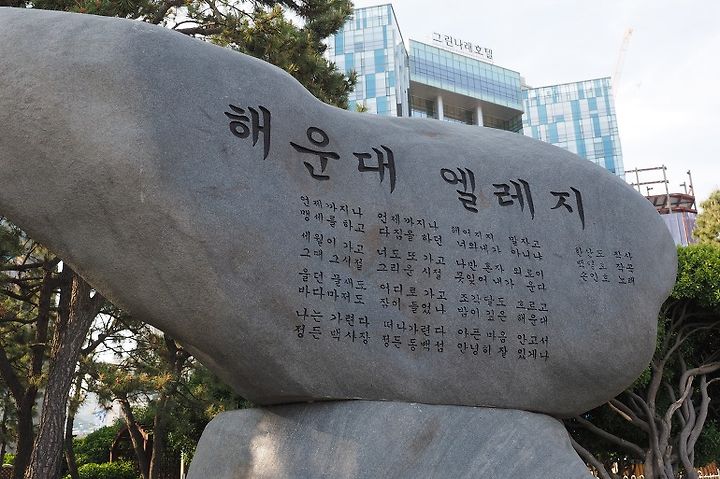 그린나래호텔
해운대 엘레지
언제까지나 언제까지나 헤어지지 말자고
맹세를 하고 다짐을 하던 너와내가 아니냐
세월이 가고 너도 또 가고 나만 혼자 외로이
그때 그시절 그리운 시절 못잊어 내가 운다
울던 물새도 어디로 가고 조각달도 흐르고
바다마저도 잠이 들었나 밤이 깊은 해운대
나는 가련다 떠나가련다 아픈 마음 안고서
정든 백사장 정든 동백섬 안녕히 잘 있게나
한산도 작사
백영호 작곡
손인호 노래